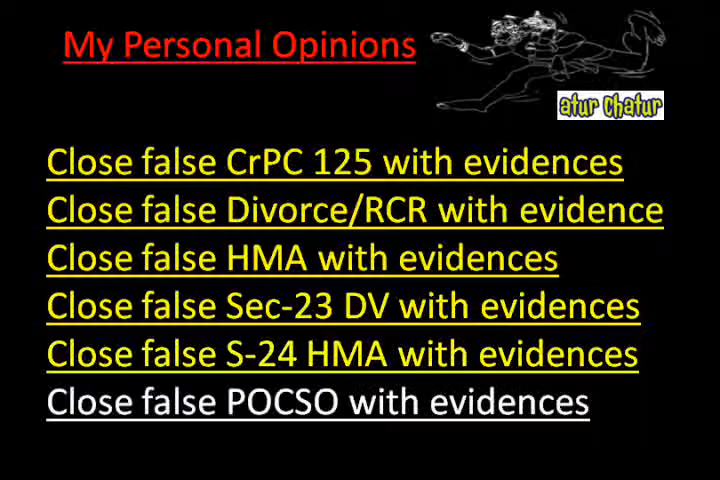 My Personal Opinions
atur Chatur
Close false CrPC 125 with evidences
Close false Divorce/RCR with evidence
Close false HMA with evidences
Close false Sec-23 DV with evidences
Close false S-24 HMA with evidences
Close false POCSO with evidences